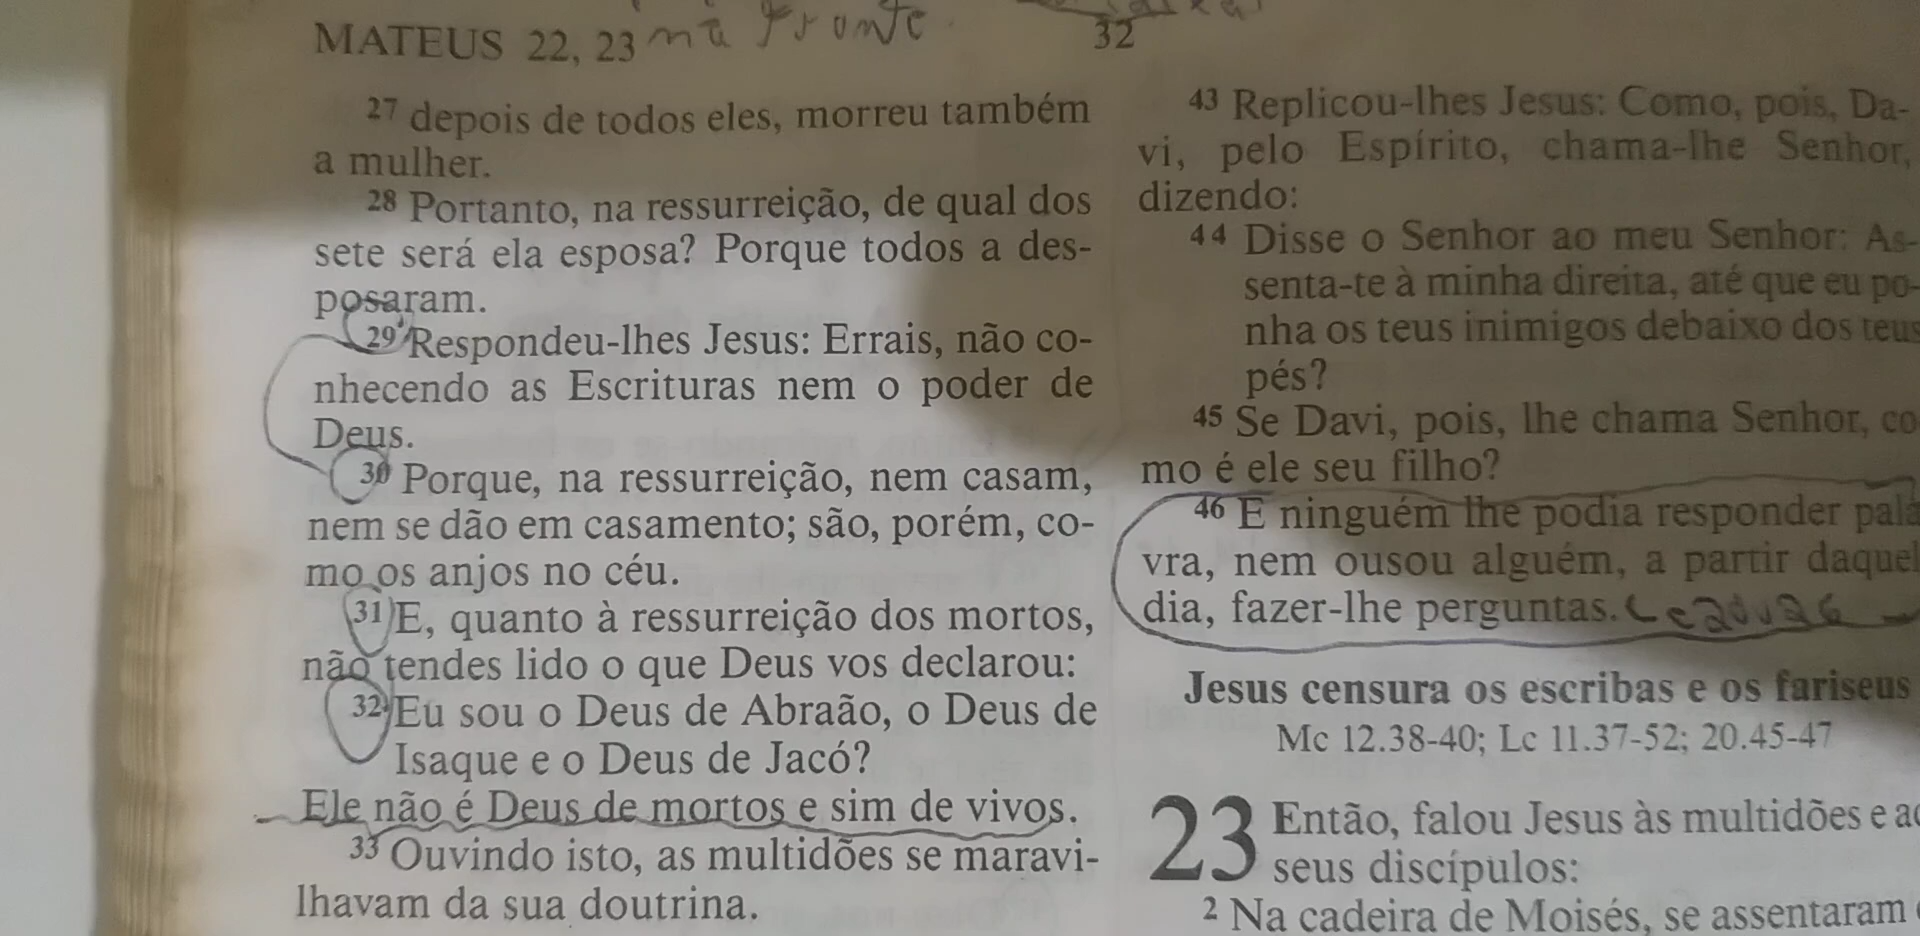 MATEUS 22, 23 na fronte
32
27 depois de todos eles, morreu também
a mulher.
28 Portanto, na ressurreição, de qual dos
sete será ela esposa? Porque todos a des-
posaram.
29 Respondeu-lhes Jesus: Errais, não co-
nhecendo as Escrituras nem o poder de
Deus.
30 Porque, na ressurreição, nem casam,
nem se dão em casamento; são, porém, co-
mo os anjos no céu.
31 E, quanto à ressurreição dos mortos,
não tendes lido o que Deus vos declarou:
32 Eu sou o Deus de Abraão, o Deus de
Isaque e o Deus de Jacó?
Ele não é Deus de mortos e sim de vivos.
33 Ouvindo isto, as multidões se maravi-
lhavam da sua doutrina.
43 Replicou-lhes Jesus: Como, pois, Da-
vi, pelo Espírito, chama-lhe Senhor,
dizendo:
44 Disse o Senhor ao meu Senhor: As-
senta-te à minha direita, até que eu po-
nha os teus inimigos debaixo dos teus
pés?
45 Se Davi, pois, lhe chama Senhor, co
mo é ele seu filho?
46 E ninguém lhe podia responder pala
vra, nem ousou alguém, a partir daquel
dia, fazer-lhe perguntas.
Jesus censura os escribas e os fariseus
Mc 12.38-40; Lc 11.37-52; 20.45-47
23 Então, falou Jesus às multidões e ao
seus discípulos:
2 Na cadeira de Moisés, se assentaram